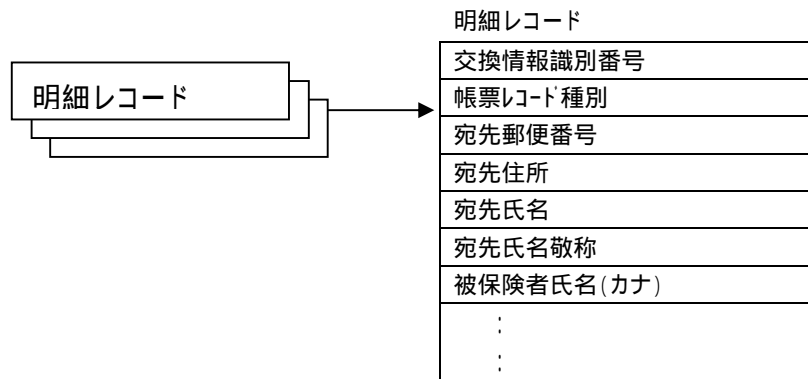 明細レコード
明細レコード
交換情報識別番号
帳票ﾚｺｰﾄﾞ種別
宛先郵便番号
宛先住所
宛先氏名
宛先氏名敬称
被保険者氏名(カナ)
:
: